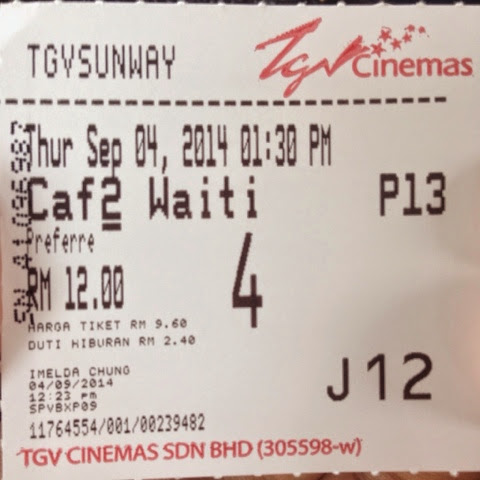 TGVSUNWAY
TGV Cinemas
Thur Sep 04, 2014 01:30 PM
Caf2 Waiti P13
Preferre
4
RM 12.00
HARGA TIKET RM 9.60
DUTI HIBURAN RM 2.40
IMELDA CHUNG
04/09/2014
12:23 pm
SPVBXP09
J12
11764554/001/00239482
TGV CINEMAS SDN BHD (305598-w)